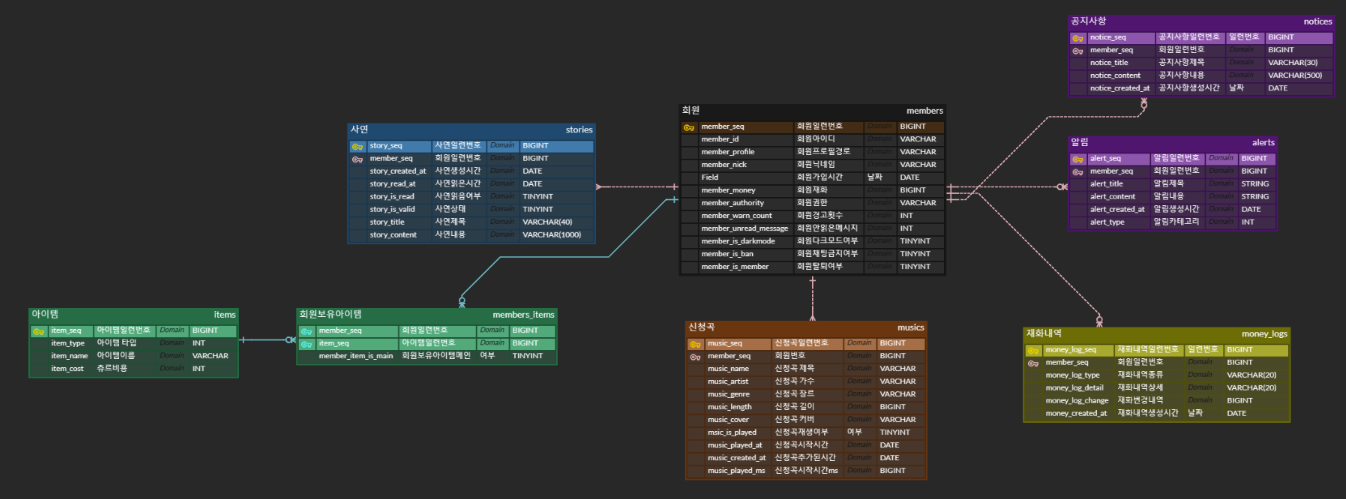 공지사항 notices
notice_seq 공지사항일련번호 일련번호 BIGINT
member_seq 회원일련번호 Domain BIGINT
notice_title 공지사항제목 Domain VARCHAR(30)
notice_content 공지사항내용 Domain VARCHAR(500)
notice_created_at 공지사항생성시간 날짜 DATE
회원 members
member_seq 회원일련번호 Domain BIGINT
member_id 회원아이디 Domain VARCHAR
member_profile 회원프로필경로 Domain VARCHAR
member_nick 회원닉네임 Domain VARCHAR
Field 회원가입시간 날짜 DATE
member_money 회원재화 Domain BIGINT
member_authority 회원권한 Domain VARCHAR
member_warn_count 회원경고횟수 Domain INT
member_unread_message 회원안읽은메시지 Domain INT
member_is_darkmode 회원다크모드여부 Domain TINYINT
member_is_ban 회원채팅금지여부 Domain TINYINT
member_is_member 회원탈퇴여부 Domain TINYINT
사연 stories
story_seq 사연일련번호 Domain BIGINT
member_seq 회원일련번호 Domain BIGINT
story_created_at 사연생성시간 Domain DATE
story_read_at 사연읽은시간 Domain DATE
story_is_read 사연읽음여부 Domain TINYINT
story_is_valid 사연상태 Domain TINYINT
story_title 사연제목 Domain VARCHAR(40)
story_content 사연내용 Domain VARCHAR(1000)
알림 alerts
alert_seq 알림일련번호 Domain BIGINT
member_seq 회원일련번호 Domain BIGINT
alert_title 알림제목 Domain STRING
alert_content 알림내용 Domain STRING
alert_created_at 알림생성시간 Domain DATE
alert_type 알림카테고리 Domain INT
아이템 items
item_seq 아이템일련번호 Domain BIGINT
item_type 아이템 타입 Domain INT
item_name 아이템이름 Domain VARCHAR
item_cost 츄르비용 Domain INT
회원보유아이템 members_items
member_seq 회원일련번호 Domain BIGINT
item_seq 아이템일련번호 Domain BIGINT
member_item_is_main 회원보유아이템메인 여부 TINYINT
신청곡 musics
music_seq 신청곡일련번호 Domain BIGINT
member_seq 회원번호 Domain BIGINT
music_name 신청곡 제목 Domain VARCHAR
music_artist 신청곡 가수 Domain VARCHAR
music_genre 신청곡 장르 Domain VARCHAR
music_length 신청곡 길이 Domain BIGINT
music_cover 신청곡 커버 Domain VARCHAR
msic_is_played 신청곡재생여부 여부 TINYINT
music_played_at 신청곡시작시간 Domain DATE
music_created_at 신청곡추가된시간 Domain DATE
music_played_ms 신청곡시작시간ms Domain BIGINT
재화내역 money_logs
money_log_seq 재화내역일련번호 일련번호 BIGINT
member_seq 회원일련번호 Domain BIGINT
money_log_type 재화내역종류 Domain VARCHAR(20)
money_log_detail 재화내역상세 Domain VARCHAR(20)
money_log_change 재화변경내역 Domain BIGINT
money_created_at 재화내역생성시간 날짜 DATE